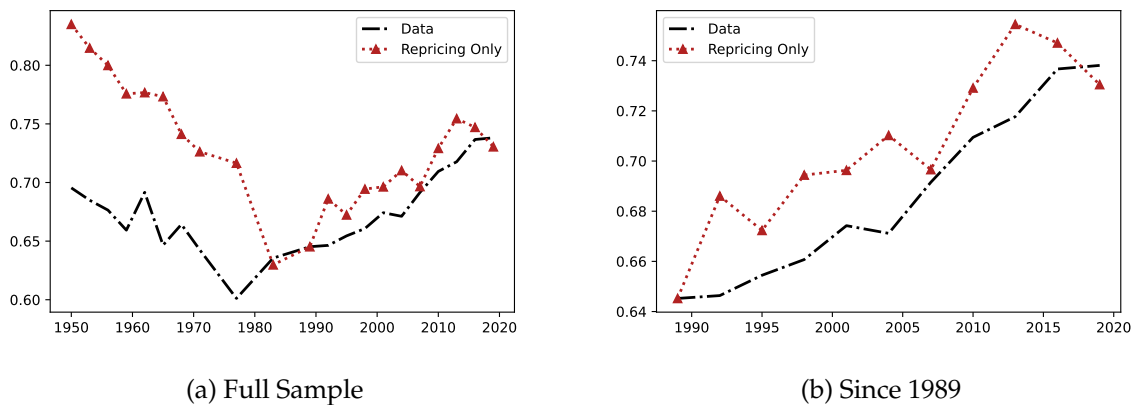 Data
Repricing Only
0.80
0.75
0.70
0.65
0.60
1950 1960 1970 1980 1990 2000 2010 2020
(a) Full Sample
Data
Repricing Only
0.74
0.72
0.70
0.68
0.66
0.64
1990 1995 2000 2005 2010 2015 2020
(b) Since 1989